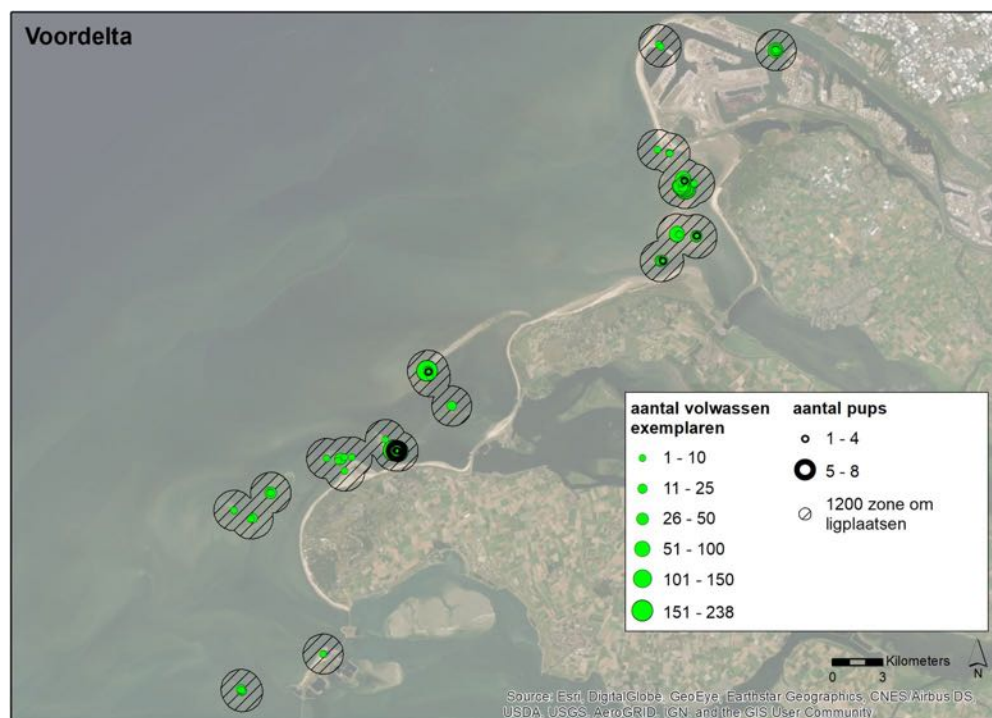 Voordelta
aantal volwassen
exemplaren
1 - 10
11 - 25
26 - 50
51 - 100
101 - 150
151 - 238
aantal pups
1 - 4
5 - 8
1200 zone om
ligplaatsen
Kilometers
0 3
N
Source: Esri, DigitalGlobe, GeoEye, Earthstar Geographics, CNES/Airbus DS,
USDA, USGS, AeroGRID, IGN, and the GIS User Community